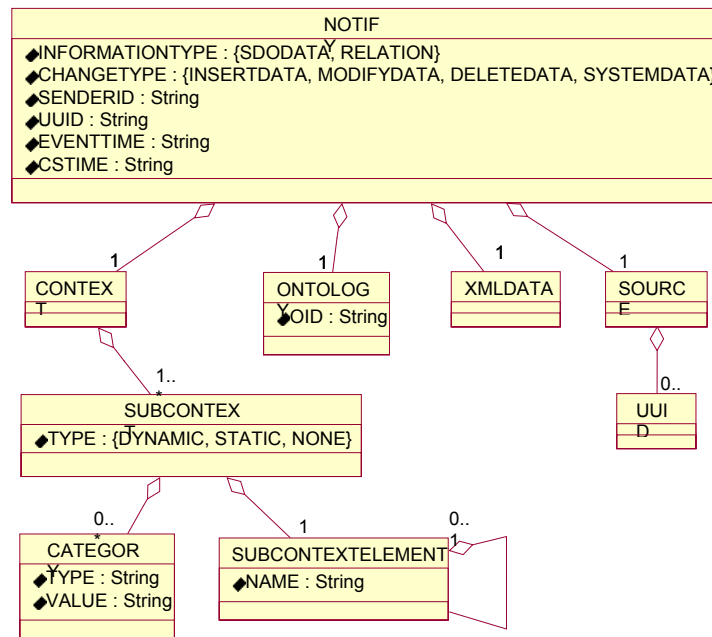 NOTIF
Y
INFORMATIONTYPE : {SDODATA, RELATION}
CHANGETYPE : {INSERTDATA, MODIFYDATA, DELETEDATA, SYSTEMDATA}
SENDERID : String
UUID : String
EVENTTIME : String
CSTIME : String
1
1
1
1
CONTEX
T
ONTOLOG
Y
OID : String
XMLDATA
SOURC
E
1..
*
0..
SUBCONTEX
T
TYPE : {DYNAMIC, STATIC, NONE}
UUI
D
0..
*
1
0..
1
CATEGOR
Y
TYPE : String
VALUE : String
SUBCONTEXTELEMENT
NAME : String